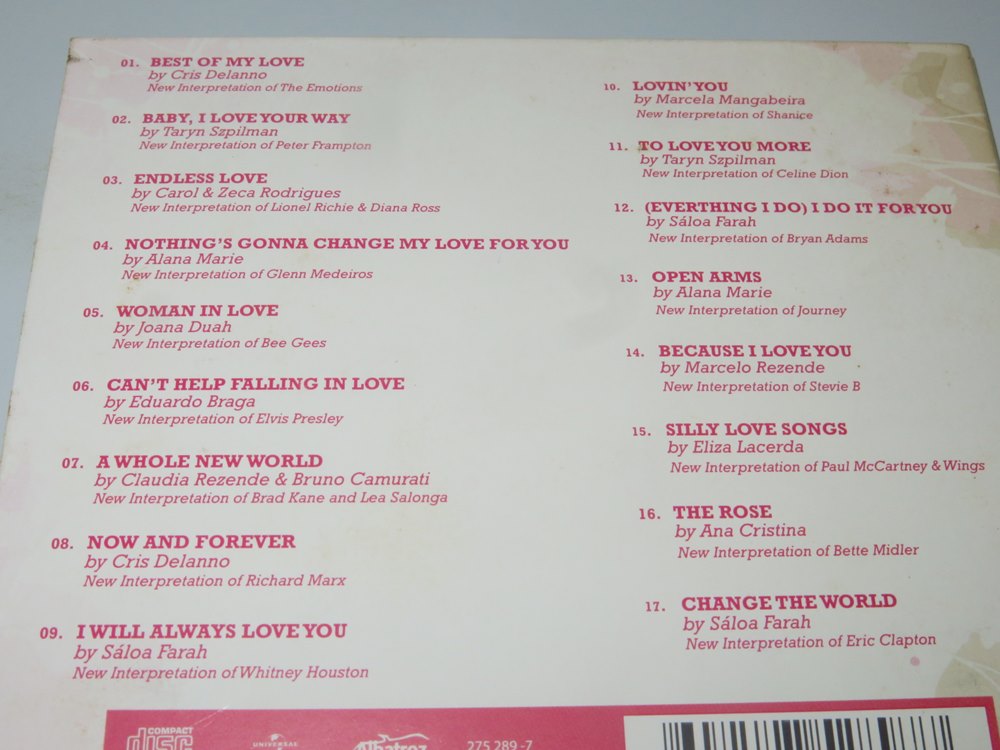 01. BEST OF MY LOVE
by Cris Delanno
New Interpretation of The Emotions
02. BABY, I LOVE YOUR WAY
by Taryn Szpilman
New Interpretation of Peter Frampton
03. ENDLESS LOVE
by Carol & Zeca Rodrigues
New Interpretation of Lionel Richie & Diana Ross
04. NOTHING'S GONNA CHANGE MY LOVE FOR YOU
by Alana Marie
New Interpretation of Glenn Medeiros
05. WOMAN IN LOVE
by Joana Duah
New Interpretation of Bee Gees
06. CAN'T HELP FALLING IN LOVE
by Eduardo Braga
New Interpretation of Elvis Presley
07. A WHOLE NEW WORLD
by Claudia Rezende & Bruno Camurati
New Interpretation of Brad Kane and Lea Salonga
08. NOW AND FOREVER
by Cris Delanno
New Interpretation of Richard Marx
09. I WILL ALWAYS LOVE YOU
by Sáloa Farah
New Interpretation of Whitney Houston
10. LOVIN' YOU
by Marcela Mangabeira
New Interpretation of Shanice
11. TO LOVE YOU MORE
by Taryn Szpilman
New Interpretation of Celine Dion
12. (EVERTHING I DO) I DO IT FOR YOU
by Sáloa Farah
New Interpretation of Bryan Adams
13. OPEN ARMS
by Alana Marie
New Interpretation of Journey
14. BECAUSE I LOVE YOU
by Marcelo Rezende
New Interpretation of Stevie B
15. SILLY LOVE SONGS
by Eliza Lacerda
New Interpretation of Paul McCartney & Wings
16. THE ROSE
by Ana Cristina
New Interpretation of Bette Midler
17. CHANGE THE WORLD
by Sáloa Farah
New Interpretation of Eric Clapton
COMPACT
disc
UNIVERSAL
Albatroz
275 289-7